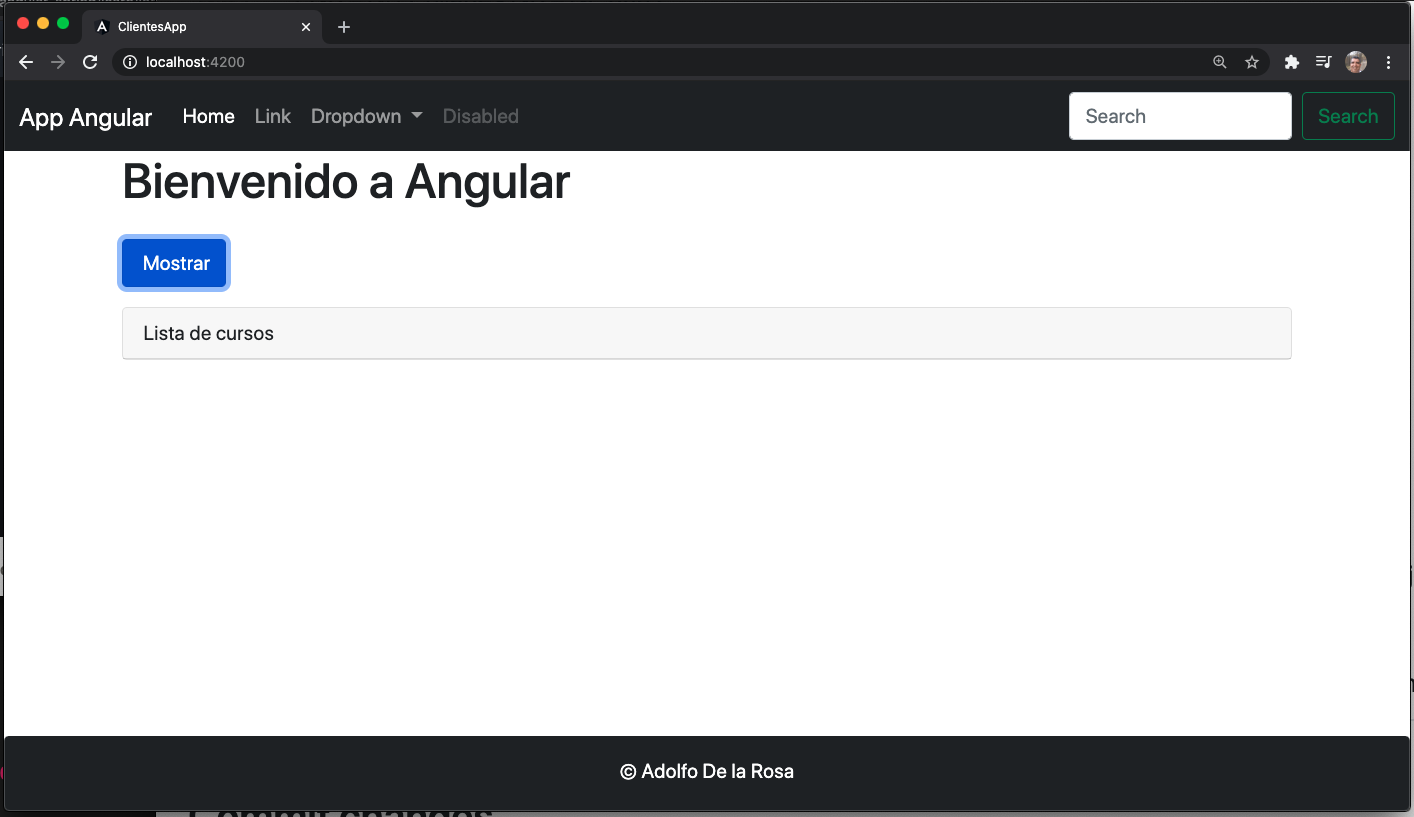 ClientesApp
localhost:4200
App Angular Home Link Dropdown Disabled Search Search
Bienvenido a Angular
Mostrar
Lista de cursos
© Adolfo De la Rosa